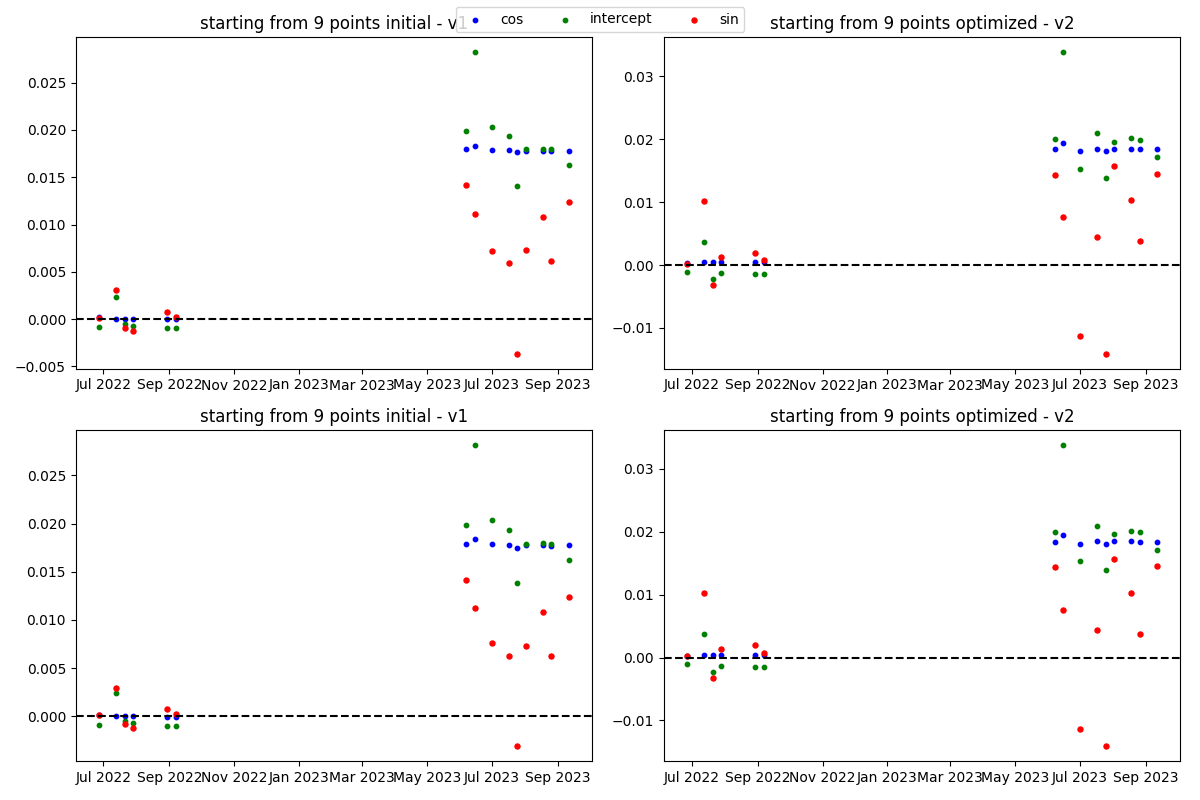 starting from 9 points initial - v1
cos intercept sin
starting from 9 points optimized - v2
0.025
0.020
0.015
0.010
0.005
0.000
−0.005
Jul 2022 Sep 2022 Nov 2022 Jan 2023 Mar 2023 May 2023 Jul 2023 Sep 2023
0.03
0.02
0.01
0.00
−0.01
Jul 2022 Sep 2022 Nov 2022 Jan 2023 Mar 2023 May 2023 Jul 2023 Sep 2023
starting from 9 points initial - v1
starting from 9 points optimized - v2
0.025
0.020
0.015
0.010
0.005
0.000
Jul 2022 Sep 2022 Nov 2022 Jan 2023 Mar 2023 May 2023 Jul 2023 Sep 2023
0.03
0.02
0.01
0.00
−0.01
Jul 2022 Sep 2022 Nov 2022 Jan 2023 Mar 2023 May 2023 Jul 2023 Sep 2023